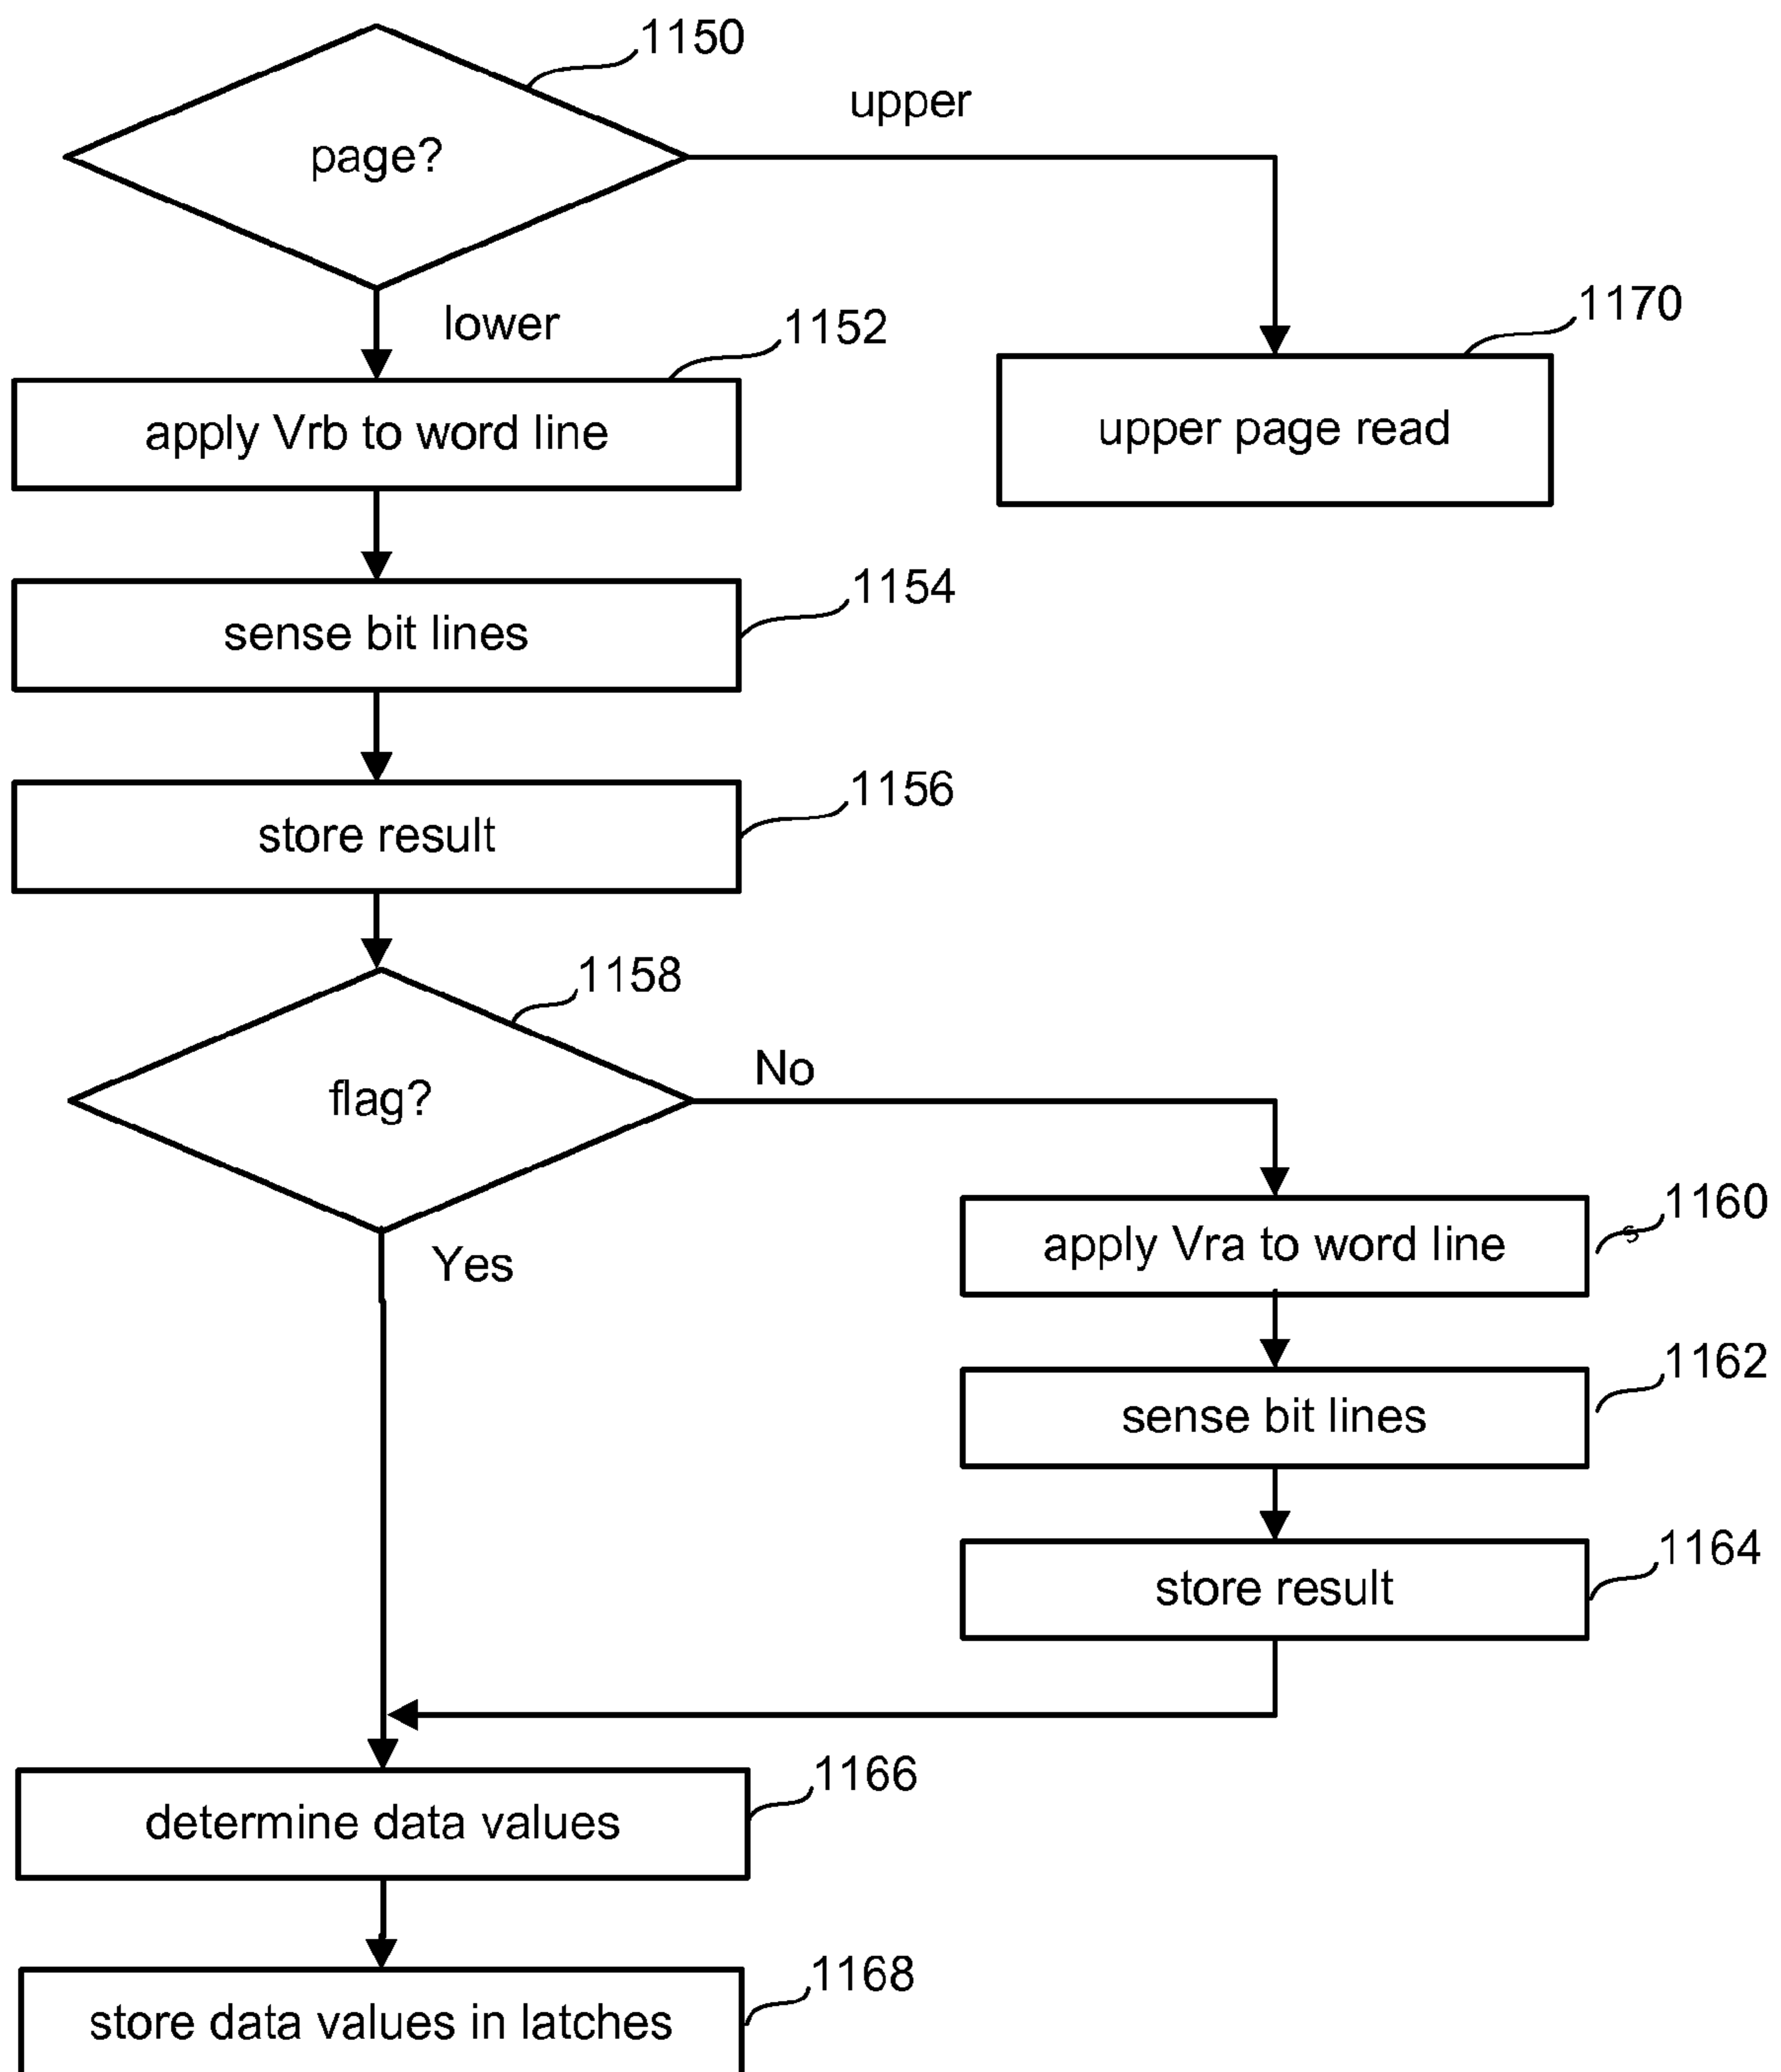 1150
page?
upper
lower
1152
1170
apply Vrb to word line
upper page read
1154
sense bit lines
1156
store result
1158
flag?
No
Yes
1160
s
apply Vra to word line
1162
sense bit lines
1164
store result
1166
determine data values
1168
store data values in latches